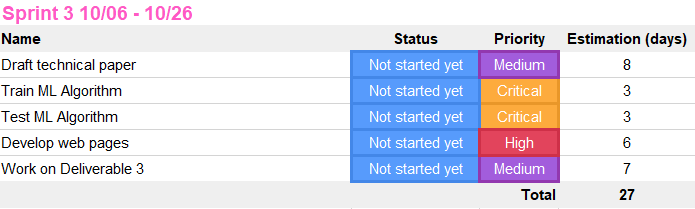 Sprint 3 10/06 - 10/26
Name Status Priority Estimation (days)
Draft technical paper Not started yet Medium 8
Train ML Algorithm Not started yet Critical 3
Test ML Algorithm Not started yet Critical 3
Develop web pages Not started yet High 6
Work on Deliverable 3 Not started yet Medium 7
Total 27